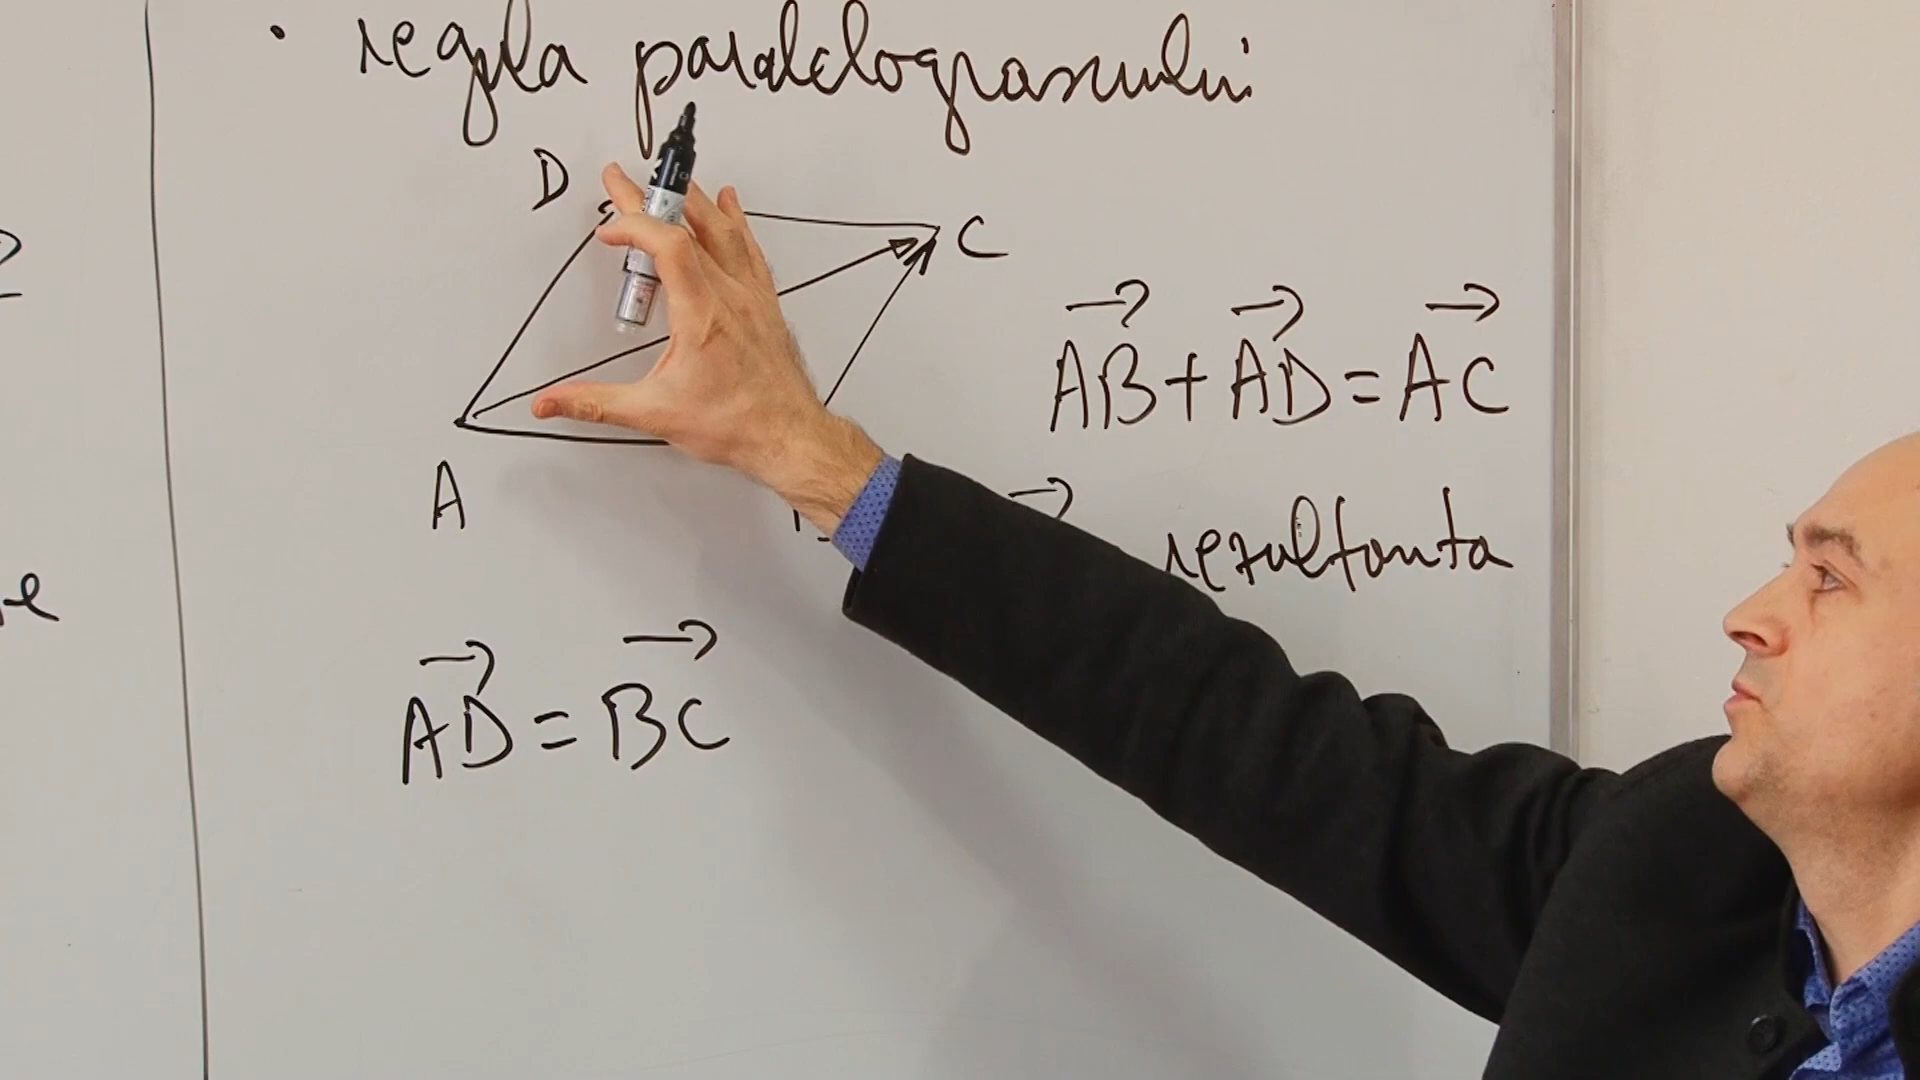 • regula paralelogramului
D
C
AB + AD = AC
A
rezultanta
AD = BC